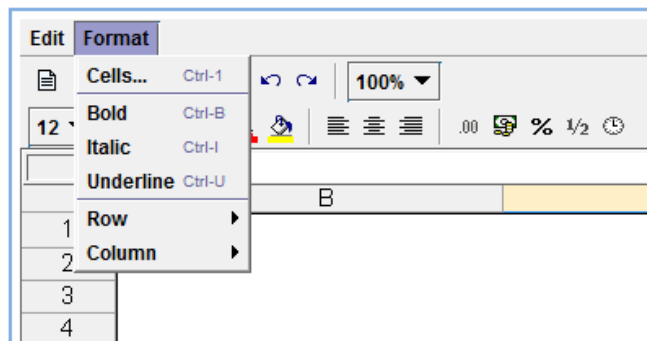 Edit Format
Cells... Ctrl-1
100%
Bold Ctrl-B
12
.00 % 1/2
Italic Ctrl-I
Underline Ctrl-U
B
Row
1
Column
2
3
4